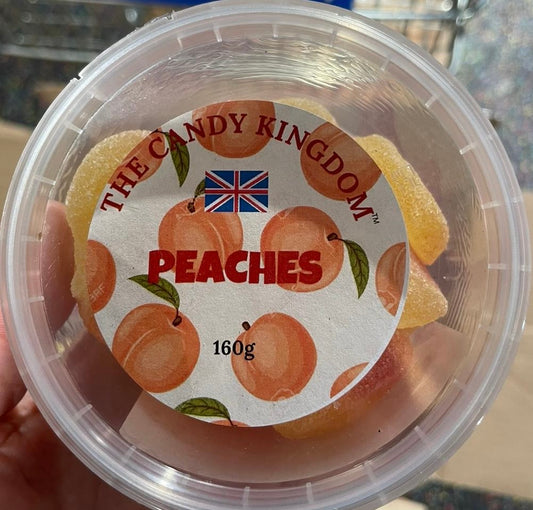 THE CANDY KINGDOM™
PEACHES
160g